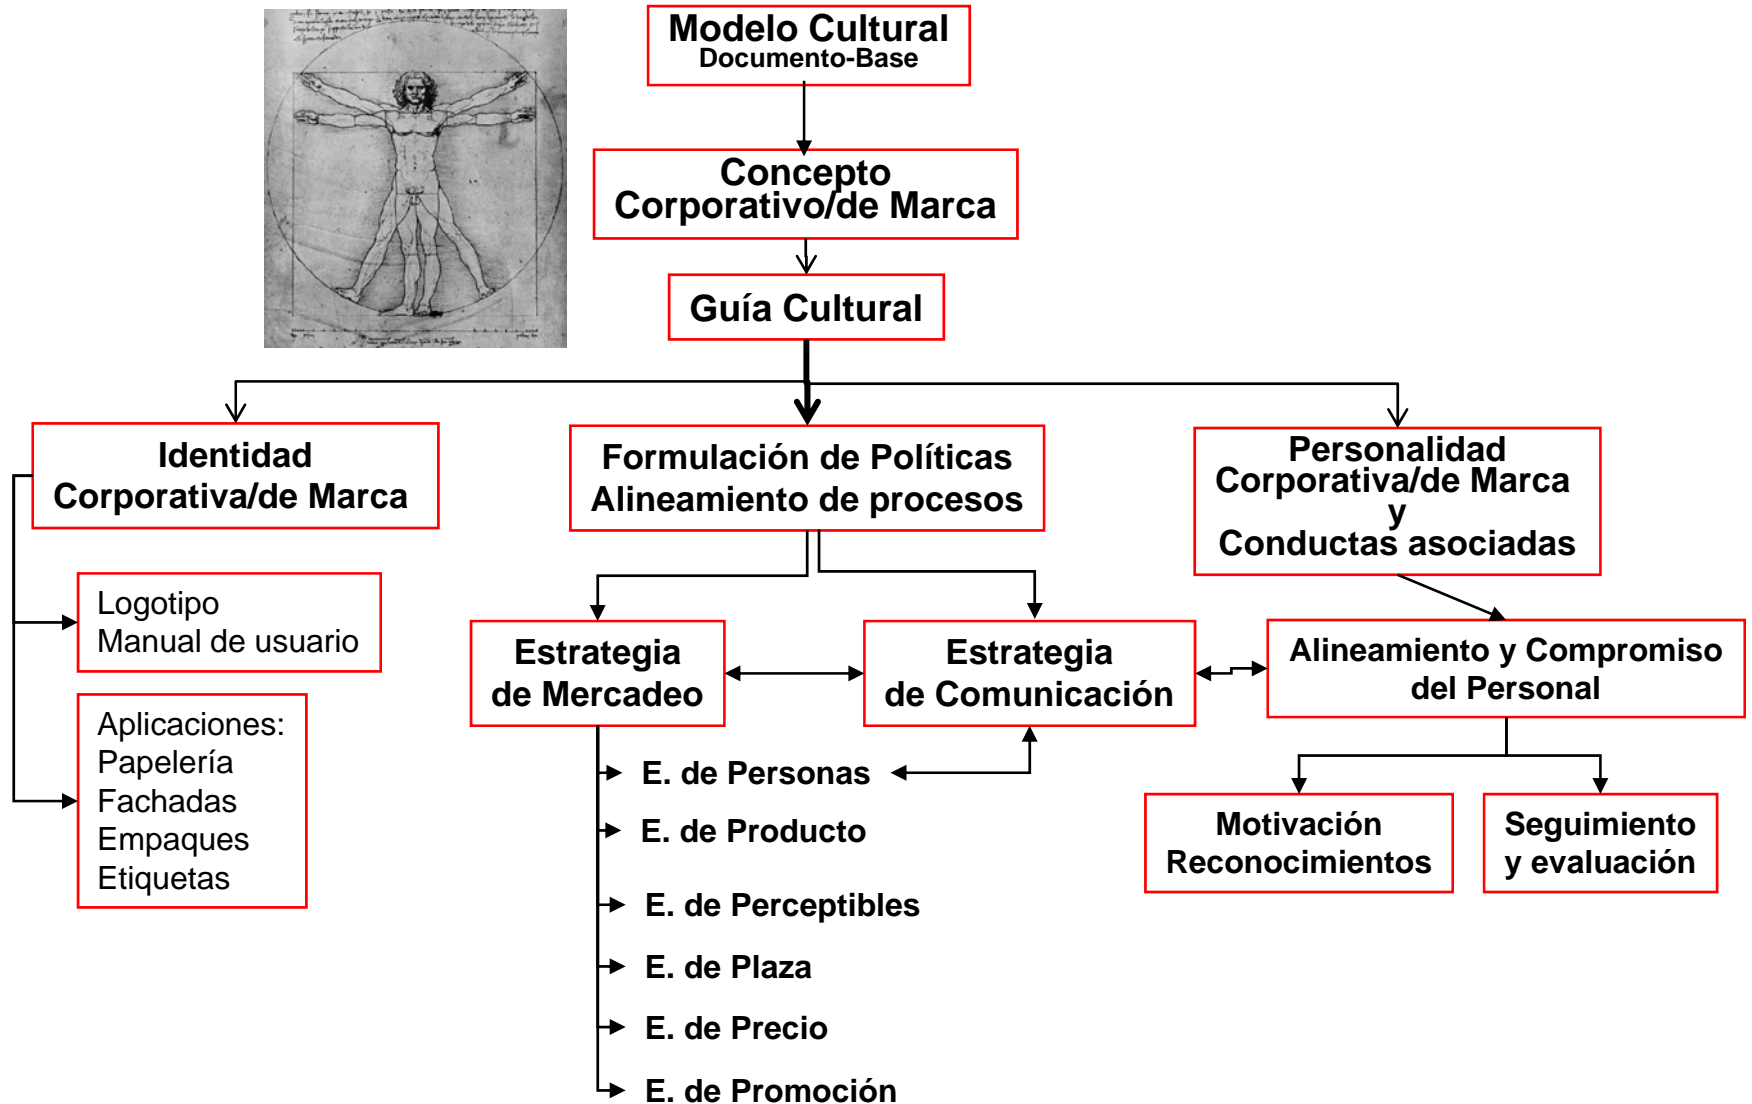 Modelo Cultural
Documento-Base
Concepto
Corporativo/de Marca
Guía Cultural
Identidad
Corporativa/de Marca
Formulación de Políticas
Alineamiento de procesos
Personalidad
Corporativa/de Marca
y
Conductas asociadas
Logotipo
Manual de usuario
Aplicaciones:
Papelería
Fachadas
Empaques
Etiquetas
Estrategia
de Mercadeo
Estrategia
de Comunicación
Alineamiento y Compromiso
del Personal
E. de Personas
E. de Producto
E. de Perceptibles
E. de Plaza
E. de Precio
E. de Promoción
Motivación
Reconocimientos
Seguimiento
y evaluación